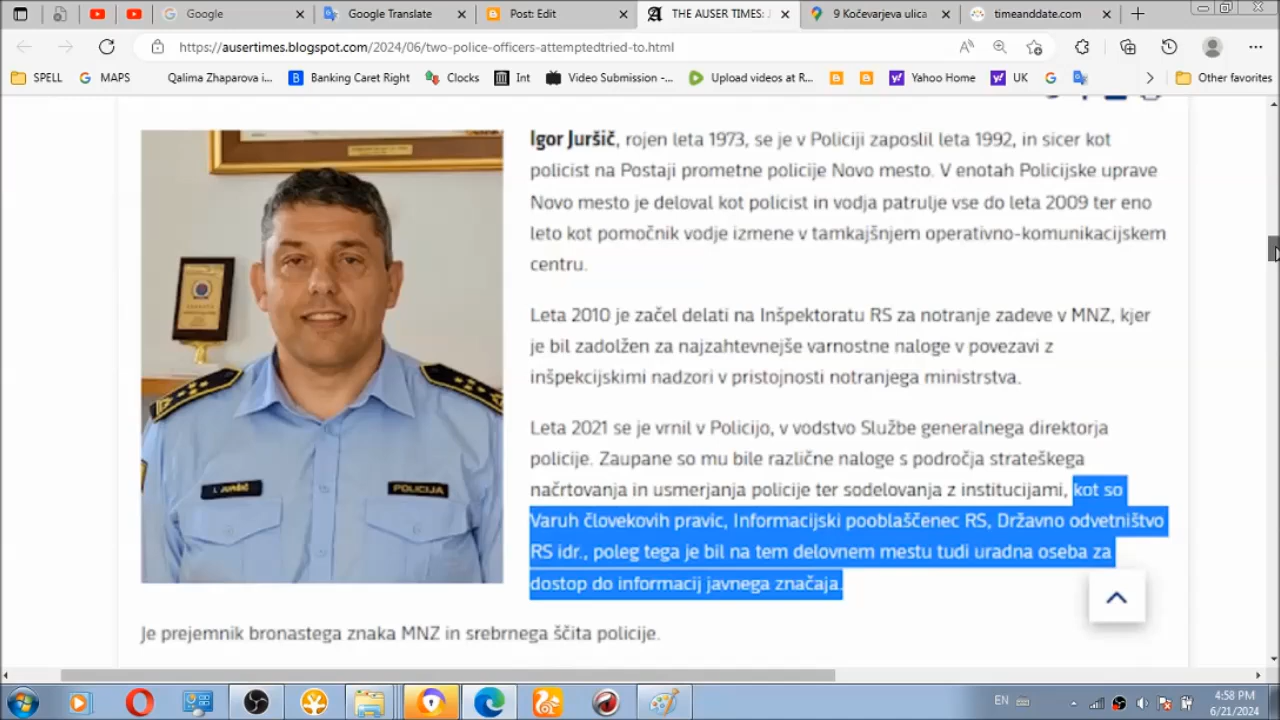 Google
Google Translate
Post: Edit
THE AUSER TIMES: J
9 Kočevarjeva ulica
timeanddate.com
https://ausertimes.blogspot.com/2024/06/two-police-officers-attemptedtried-to.html
SPELL
MAPS
Qalima Zhaparova i...
Banking Caret Right
Clocks
Int
Video Submission -...
Upload videos at R...
Yahoo Home
UK
Other favorites
Igor Juršič, rojen leta 1973, se je v Policiji zaposlil leta 1992, in sicer kot
policist na Postaji prometne policije Novo mesto. V enotah Policijske uprave
Novo mesto je deloval kot policist in vodja patrulje vse do leta 2009 ter eno
leto kot pomočnik vodje izmene v tamkajšnjem operativno-komunikacijskem
centru.
Leta 2010 je začel delati na Inšpektoratu RS za notranje zadeve v MNZ, kjer
je bil zadolžen za najzahtevnejše varnostne naloge v povezavi z
inšpekcijskimi nadzori v pristojnosti notranjega ministrstva.
Leta 2021 se je vrnil v Policijo, v vodstvo Službe generalnega direktorja
policije. Zaupane so mu bile različne naloge s področja strateškega
načrtovanja in usmerjanja policije ter sodelovanja z institucijami, kot so
Varuh človekovih pravic, Informacijski pooblaščenec RS, Državno odvetništvo
RS idr., poleg tega je bil na tem delovnem mestu tudi uradna oseba za
dostop do informacij javnega značaja.
I. JURŠIČ
POLICIJA
Je prejemnik bronastega znaka MNZ in srebrnega ščita policije.
EN
4:58 PM
6/21/2024